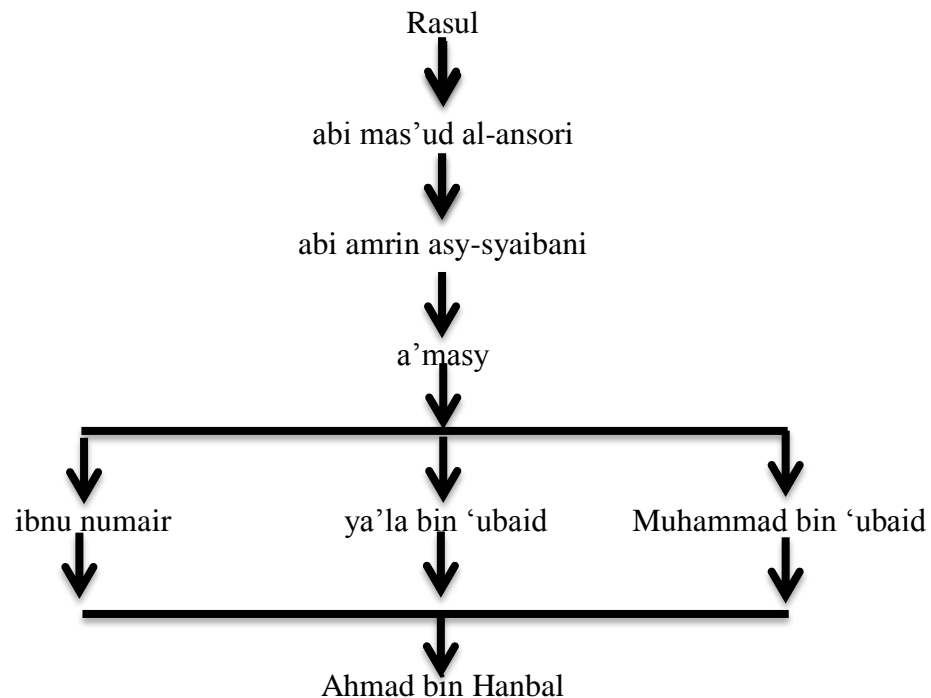 Rasul
abi mas’ud al-ansori
abi amrin asy-syaibani
a’masy
ibnu numair ya’la bin ‘ubaid Muhammad bin ‘ubaid
Ahmad bin Hanbal